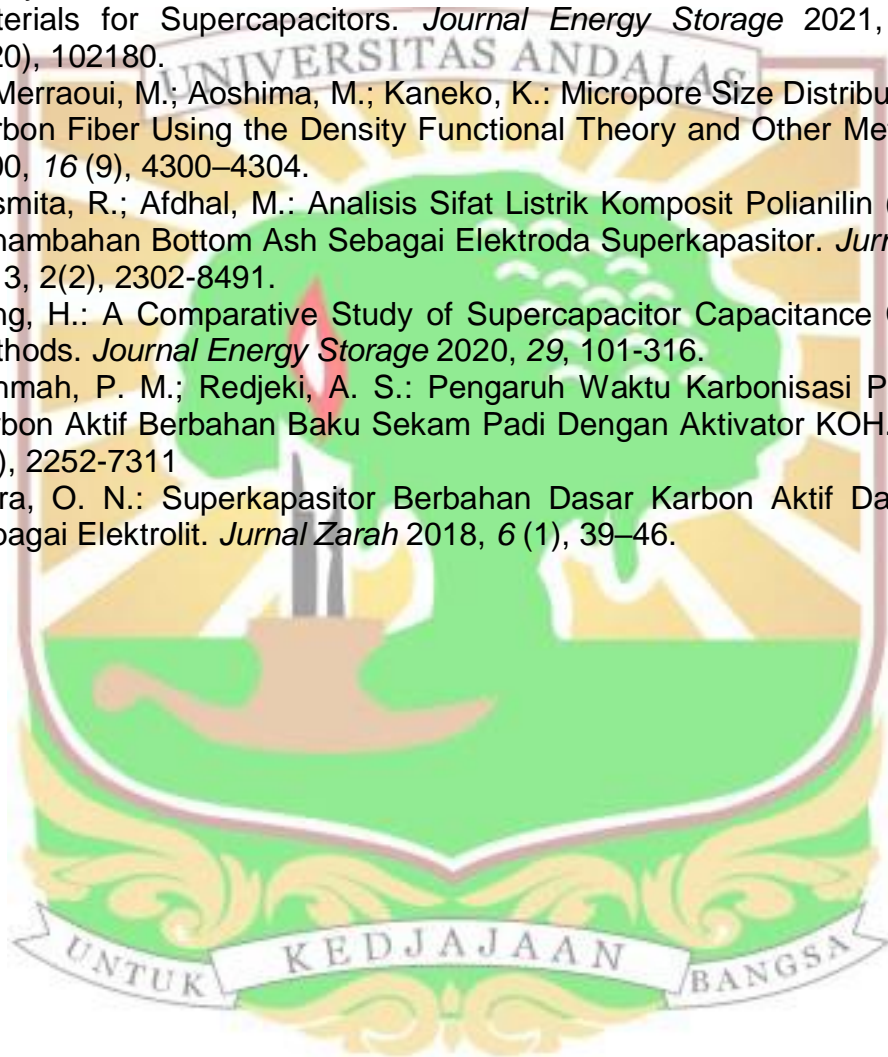 terials for Supercapacitors. Journal Energy Storage 2021,
20), 102180.
Merraoui, M.; Aoshima, M.; Kaneko, K.: Micropore Size Distribu
rbon Fiber Using the Density Functional Theory and Other Me
00, 16 (9), 4300–4304.
smita, R.; Afdhal, M.: Analisis Sifat Listrik Komposit Polianilin
nambahan Bottom Ash Sebagai Elektroda Superkapasitor. Jurn
13, 2(2), 2302-8491.
ng, H.: A Comparative Study of Supercapacitor Capacitance
thods. Journal Energy Storage 2020, 29, 101-316.
hmah, P. M.; Redjeki, A. S.: Pengaruh Waktu Karbonisasi P
rbon Aktif Berbahan Baku Sekam Padi Dengan Aktivator KOH.
), 2252-7311
ra, O. N.: Superkapasitor Berbahan Dasar Karbon Aktif Da
bagai Elektrolit. Jurnal Zarah 2018, 6 (1), 39–46.
UNIVERSITAS ANDALAS
UNTUK KEDJAJAAN BANGSA